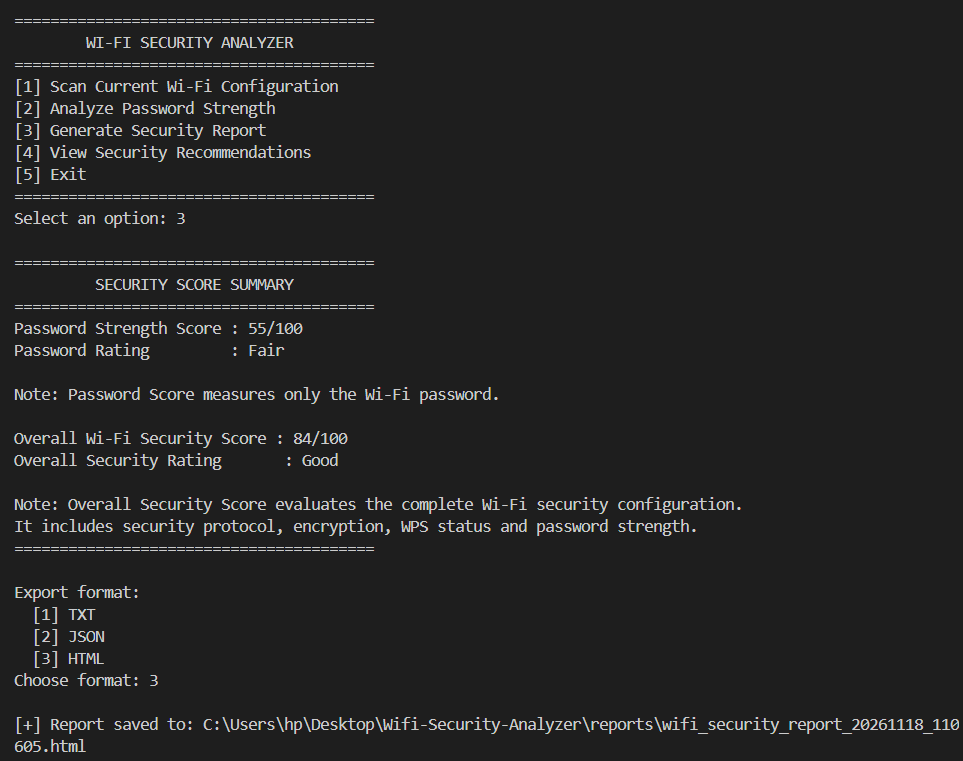 ========================================
        WI-FI SECURITY ANALYZER
========================================
[1] Scan Current Wi-Fi Configuration
[2] Analyze Password Strength
[3] Generate Security Report
[4] View Security Recommendations
[5] Exit
========================================
Select an option: 3

========================================
         SECURITY SCORE SUMMARY
========================================
Password Strength Score : 55/100
Password Rating         : Fair

Note: Password Score measures only the Wi-Fi password.

Overall Wi-Fi Security Score : 84/100
Overall Security Rating       : Good

Note: Overall Security Score evaluates the complete Wi-Fi security configuration.
It includes security protocol, encryption, WPS status and password strength.
========================================

Export format:
  [1] TXT
  [2] JSON
  [3] HTML
Choose format: 3

[+] Report saved to: C:\Users\hp\Desktop\Wifi-Security-Analyzer\reports\wifi_security_report_20261118_110
605.html